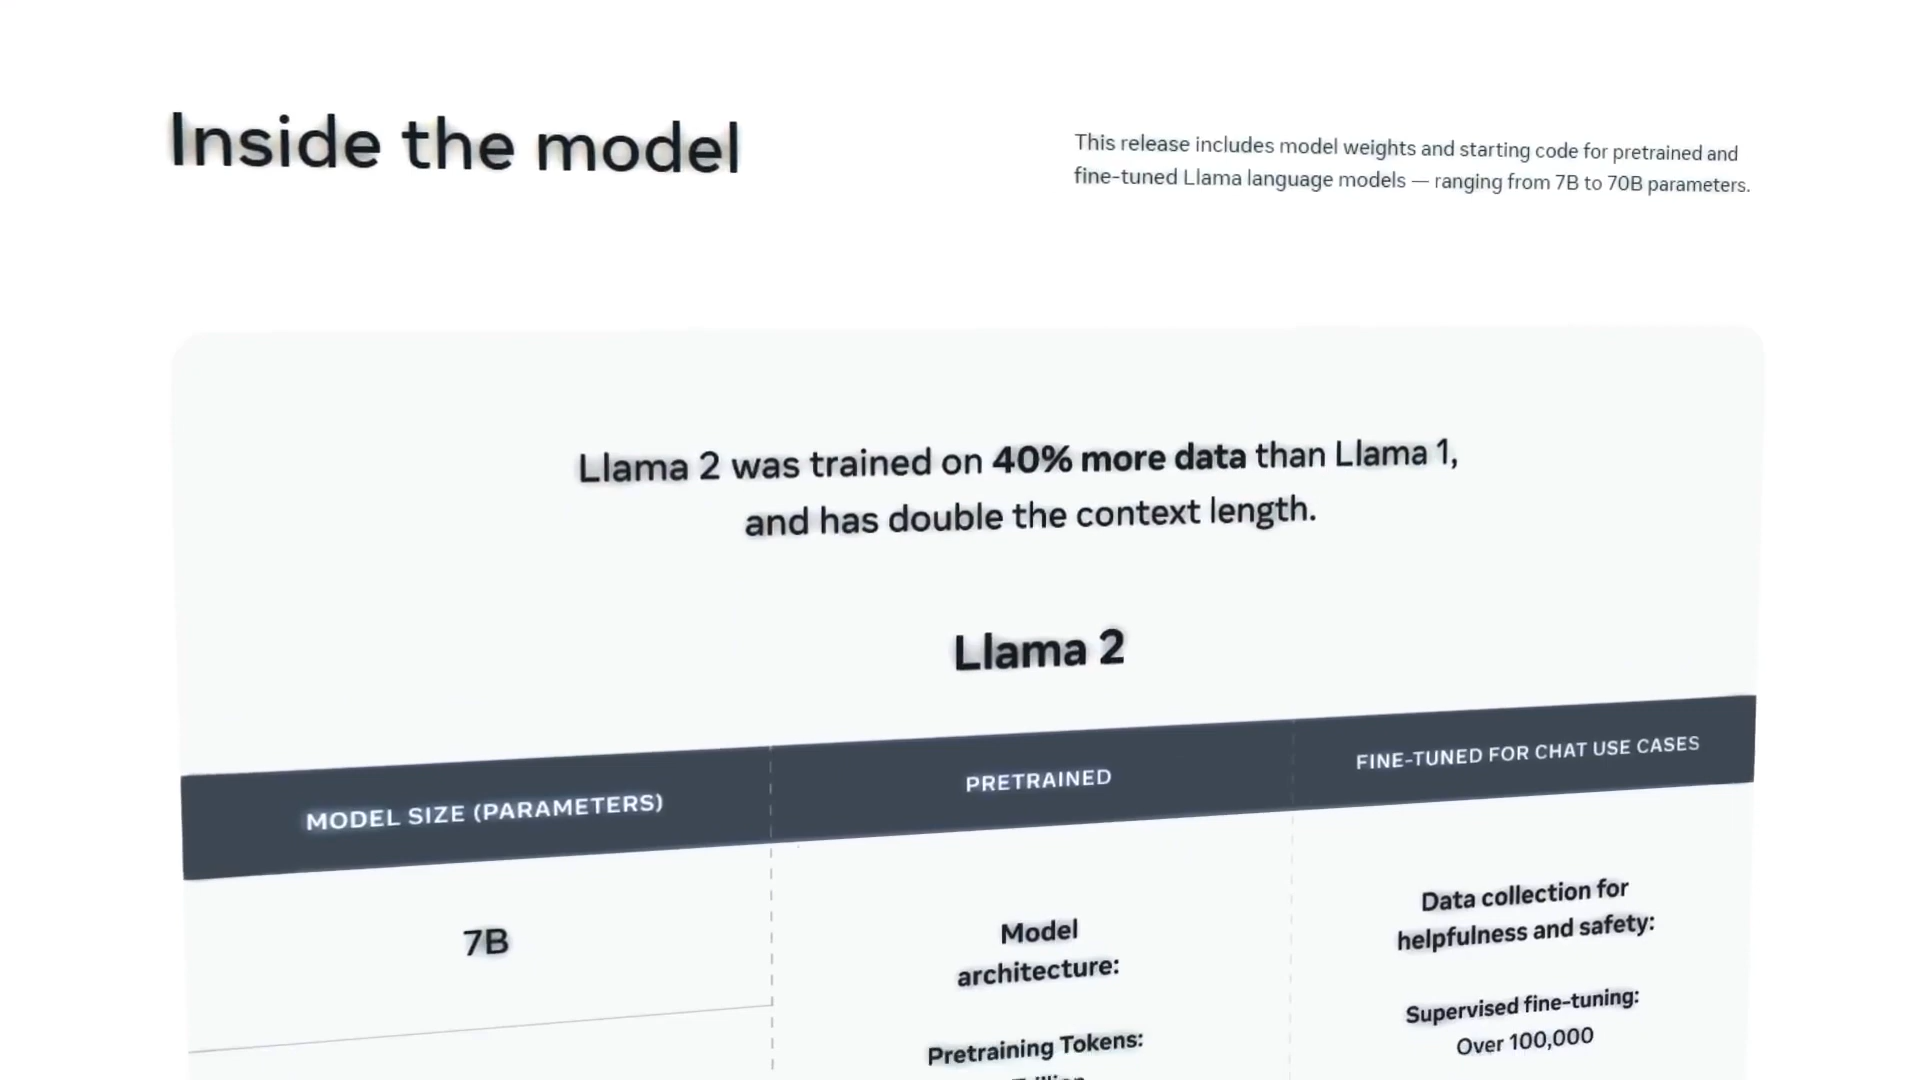 Inside the model
This release includes model weights and starting code for pretrained and
fine-tuned Llama language models — ranging from 7B to 70B parameters.
Llama 2 was trained on 40% more data than Llama 1,
and has double the context length.
Llama 2
MODEL SIZE (PARAMETERS)
PRETRAINED
FINE-TUNED FOR CHAT USE CASES
7B
Model
architecture:
Pretraining Tokens:
Data collection for
helpfulness and safety:
Supervised fine-tuning:
Over 100,000